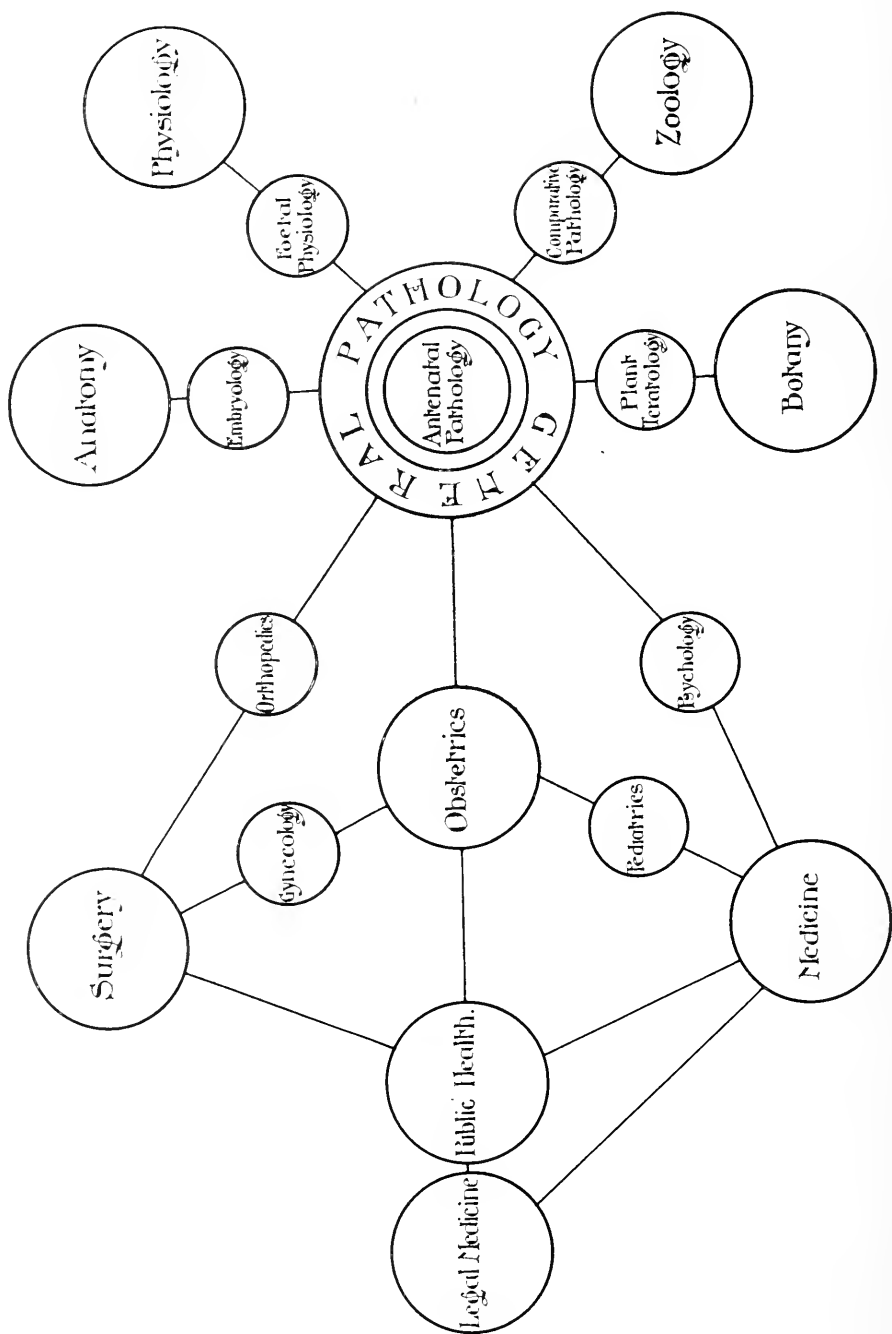 Legal Medicine
Public Health.
Medicine
Surgery
Pediatrics
Gynecology
Obstetrics
Psychology
Orthopedics
GENERAL PATHOLOGY
Antenatal
Pathology
Botany
Plant
Teratology
Embryology
Anatomy
Comparative
Pathology
Foetal
Physiology
Zoology
Physiology